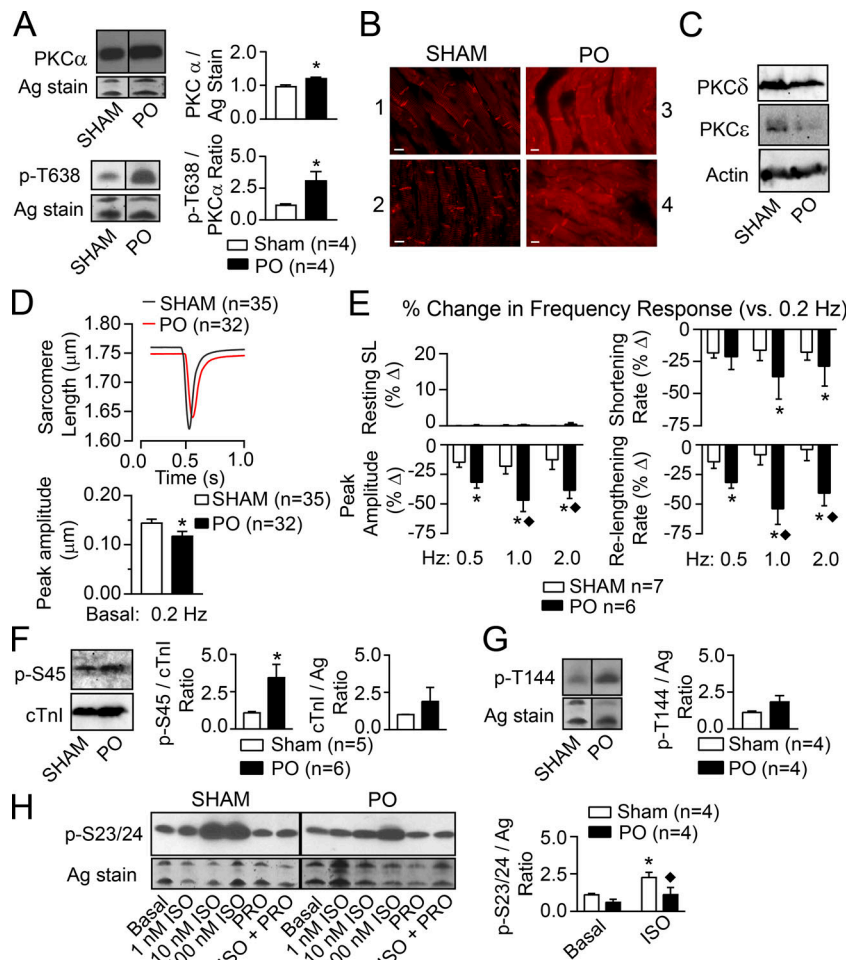 A
PKCα
Ag stain
SHAM
PO
PKC α /
Ag Stain
2.0
1.0
0.0
*
p-T638
Ag stain
SHAM
PO
p-T638 /
PKCα Ratio
5.0
2.5
0.0
*
Sham (n=4)
PO (n=4)
B
SHAM
PO
1
2
3
4
C
PKCδ
PKCε
Actin
SHAM
PO
D
SHAM (n=35)
PO (n=32)
Sarcomere
Length (μm)
1.80
1.75
1.70
1.65
1.60
0.0
0.5
1.0
Time (s)
Peak amplitude
(μm)
0.20
0.10
0.00
*
SHAM (n=35)
PO (n=32)
Basal: 0.2 Hz
E
% Change in Frequency Response (vs. 0.2 Hz)
Resting SL
(% Δ)
20
10
0
Shortening
Rate (% Δ)
0
-25
-50
-75
* *
Peak
Amplitude
(% Δ)
0
-25
-50
-75
* *◆ *◆
Re-lengthening
Rate (% Δ)
0
-25
-50
-75
* *◆ *◆
Hz: 0.5 1.0 2.0
0.5 1.0 2.0
SHAM n=7
PO n=6
F
p-S45
cTnI
SHAM
PO
p-S45 / cTnI
Ratio
5.0
2.5
0.0
*
cTnI / Ag
Ratio
5.0
2.5
0.0
Sham (n=5)
PO (n=6)
G
p-T144
Ag stain
SHAM
PO
p-T144 / Ag
Ratio
5.0
2.5
0.0
Sham (n=4)
PO (n=4)
H
SHAM
PO
p-S23/24
Ag stain
Basal
1 nM ISO
10 nM ISO
00 nM ISO
PRO
ISO + PRO
Basal
1 nM ISO
10 nM ISO
00 nM ISO
PRO
ISO + PRO
p-S23/24 / Ag
Ratio
5.0
2.5
0.0
* ◆
Sham (n=4)
PO (n=4)
Basal
ISO